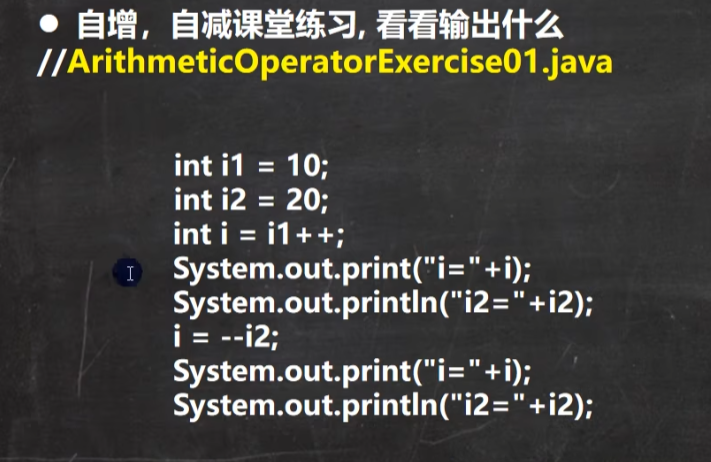 ● 自增，自减课堂练习, 看看输出什么
//ArithmeticOperatorExercise01.java
int i1 = 10;
int i2 = 20;
int i = i1++;
System.out.print("i="+i);
System.out.println("i2="+i2);
i = --i2;
System.out.print("i="+i);
System.out.println("i2="+i2);